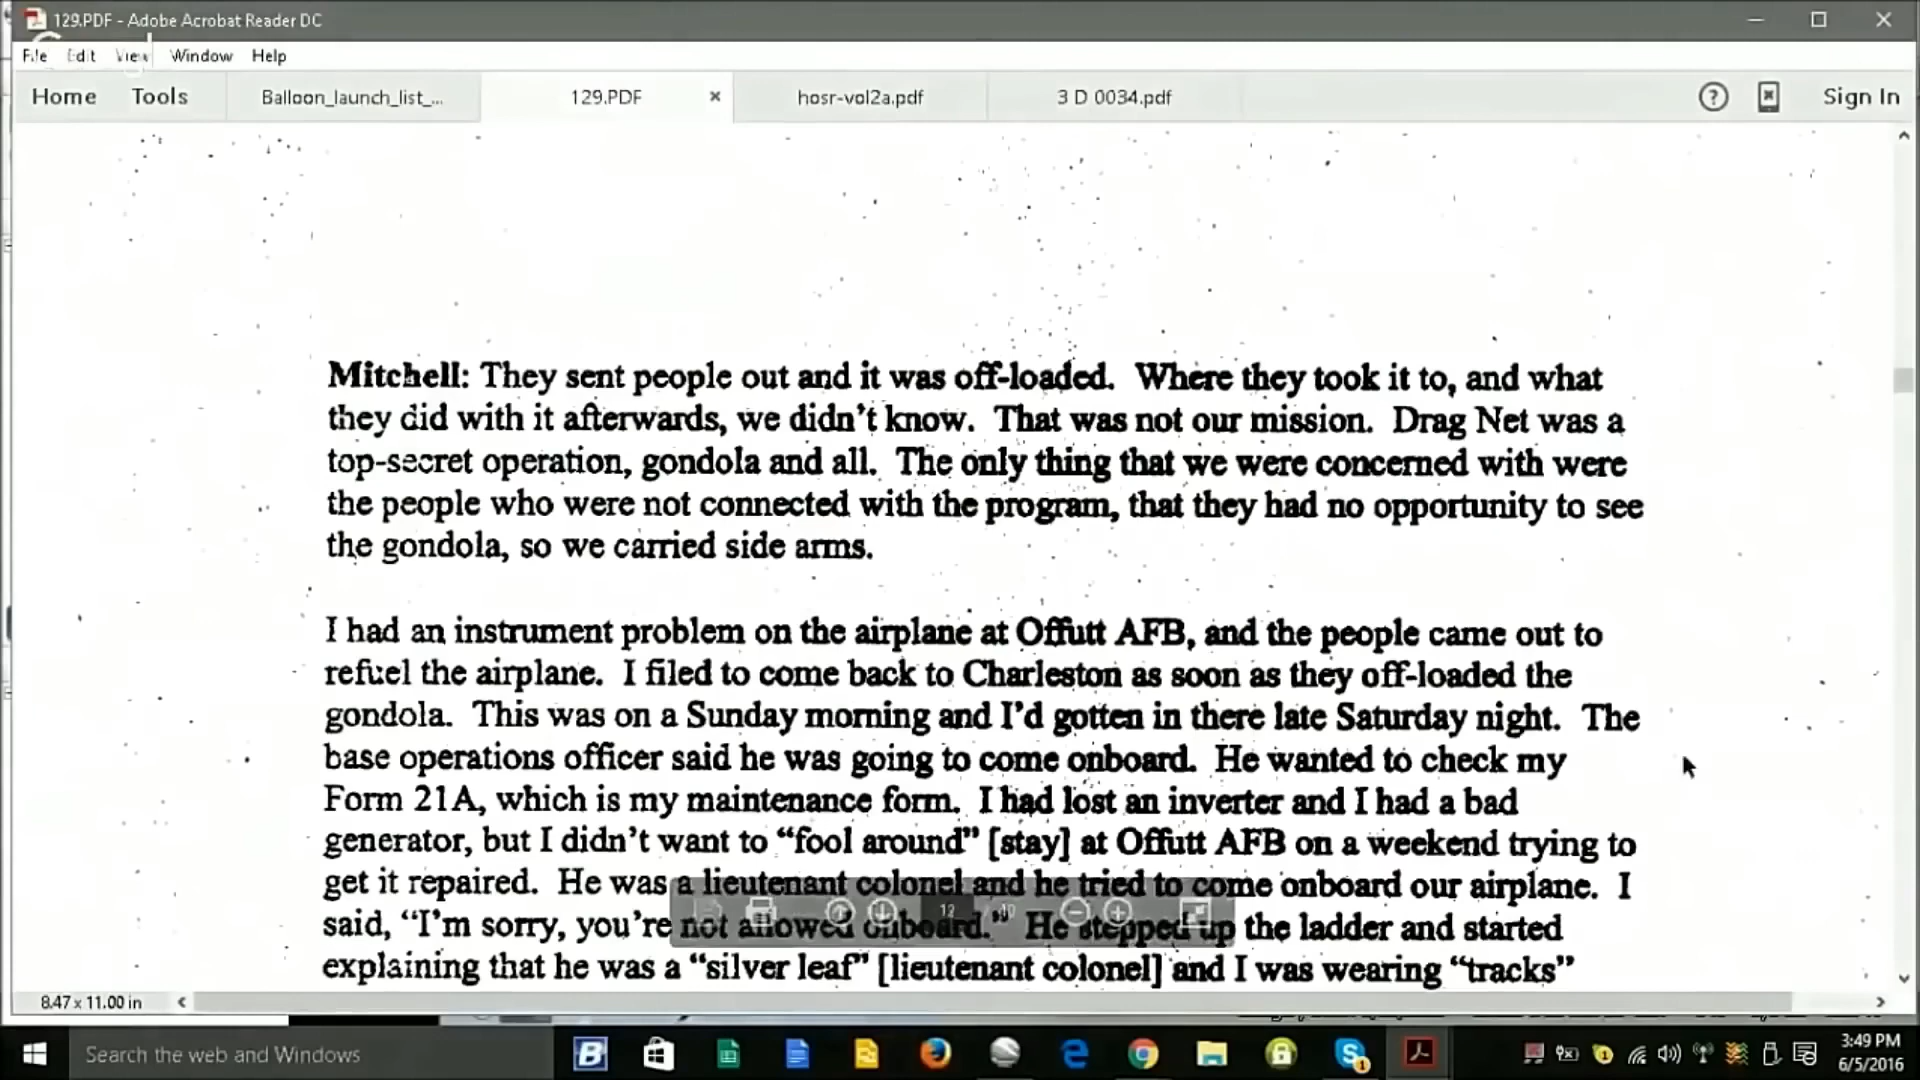 129.PDF - Adobe Acrobat Reader DC
File Edit View Window Help
Home Tools Balloon_launch_list_... 129.PDF × hosr-vol2a.pdf 3 D 0034.pdf ? Sign In
Mitchell: They sent people out and it was off-loaded. Where they took it to, and what
they did with it afterwards, we didn't know. That was not our mission. Drag Net was a
top-secret operation, gondola and all. The only thing that we were concerned with were
the people who were not connected with the program, that they had no opportunity to see
the gondola, so we carried side arms.
I had an instrument problem on the airplane at Offutt AFB, and the people came out to
refuel the airplane. I filed to come back to Charleston as soon as they off-loaded the
gondola. This was on a Sunday morning and I'd gotten in there late Saturday night. The
base operations officer said he was going to come onboard. He wanted to check my
Form 21A, which is my maintenance form. I had lost an inverter and I had a bad
generator, but I didn't want to "fool around" [stay] at Offutt AFB on a weekend trying to
get it repaired. He was a lieutenant colonel and he tried to come onboard our airplane. I
said, "I'm sorry, you're not allowed onboard." He stepped up the ladder and started
explaining that he was a "silver leaf" [lieutenant colonel] and I was wearing "tracks"
12
8.47 x 11.00 in
Search the web and Windows
3:49 PM
6/5/2016